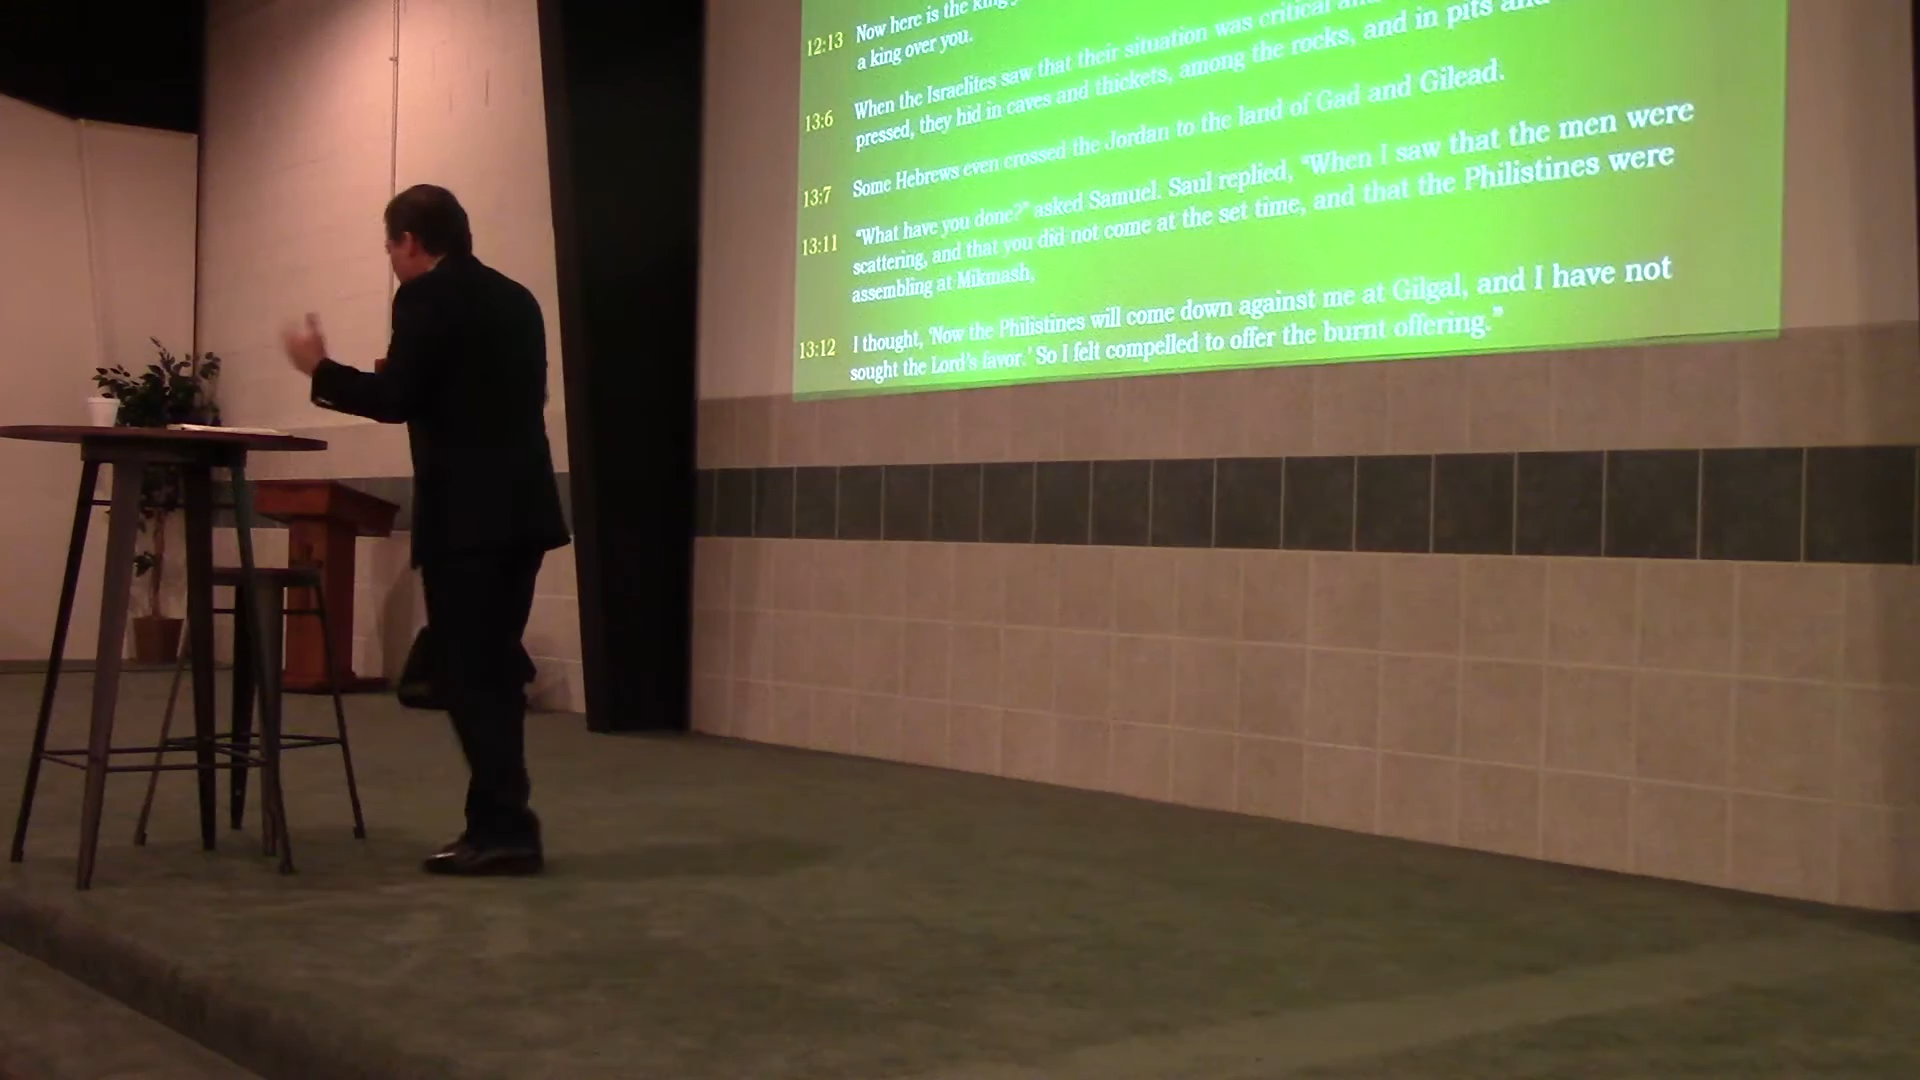 12:13 Now here is the king
a king over you.
13:6 When the Israelites saw that their situation was critical and
pressed, they hid in caves and thickets, among the rocks, and in pits and
13:7 Some Hebrews even crossed the Jordan to the land of Gad and Gilead.
13:11 “What have you done?” asked Samuel. Saul replied, “When I saw that the men were
scattering, and that you did not come at the set time, and that the Philistines were
assembling at Mikmash,
13:12 I thought, ‘Now the Philistines will come down against me at Gilgal, and I have not
sought the Lord’s favor.’ So I felt compelled to offer the burnt offering.”